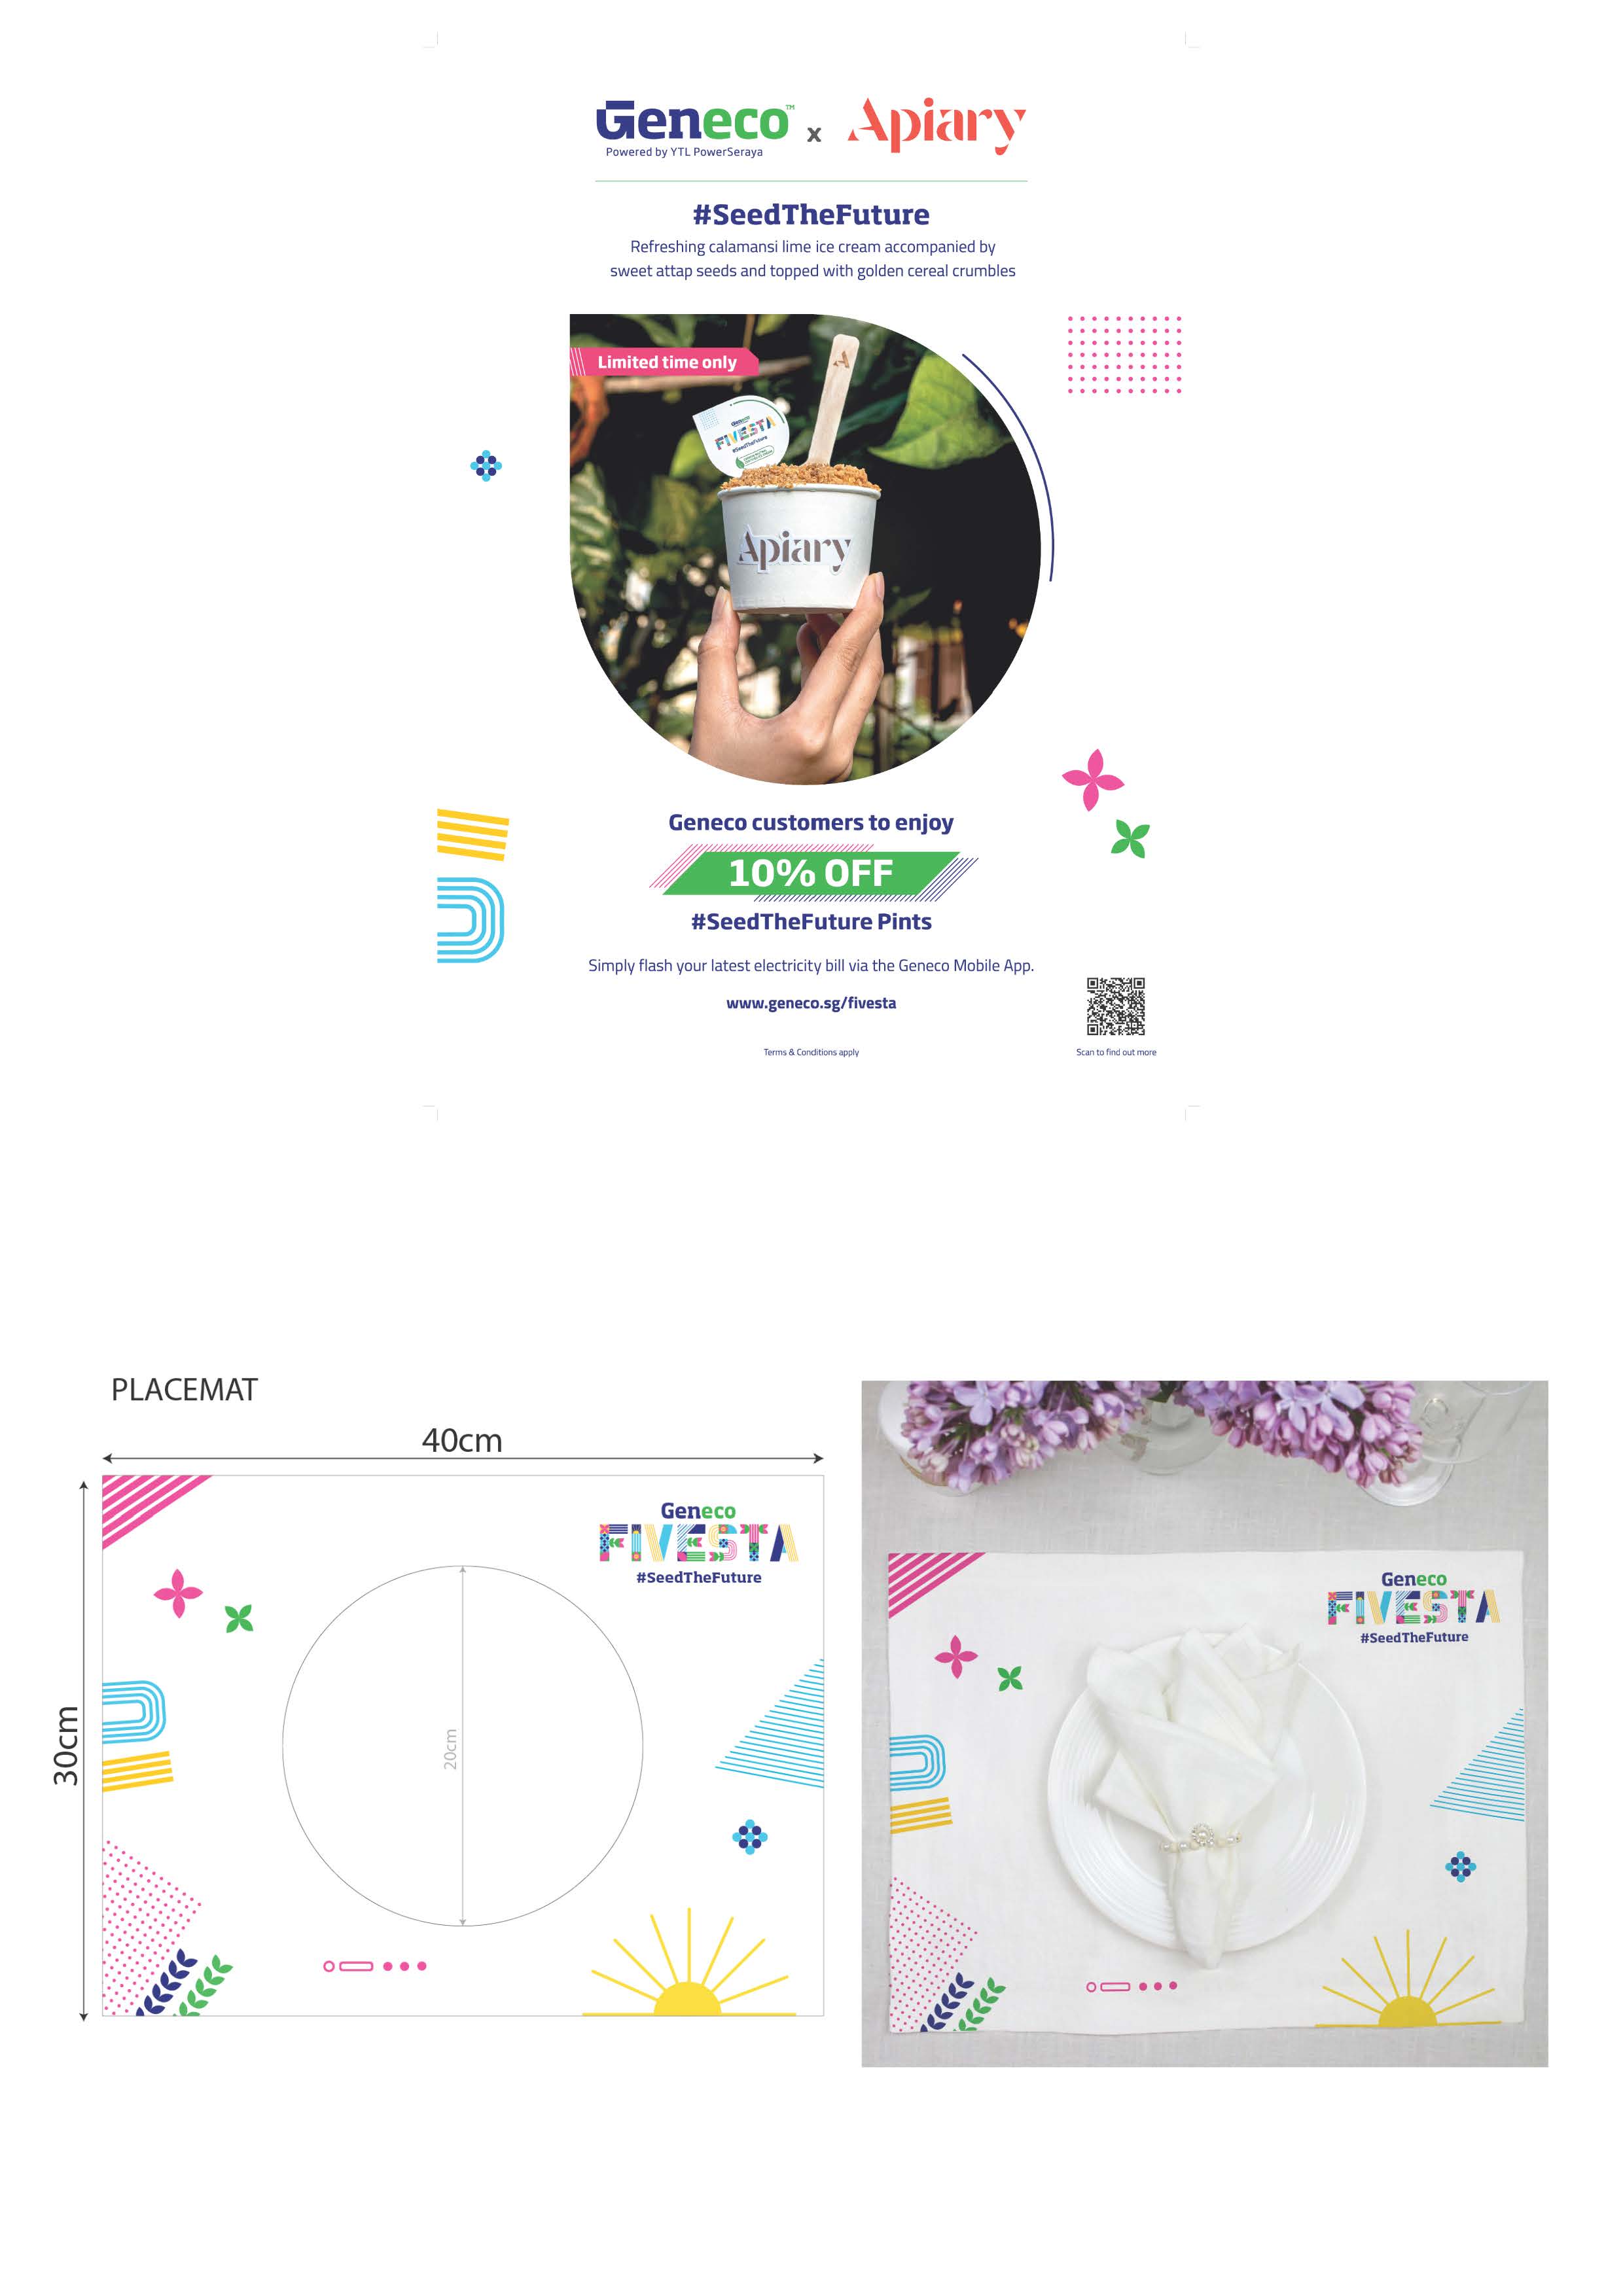 Geneco™ x Apiary
Powered by YTL PowerSeraya
#SeedTheFuture
Refreshing calamansi lime ice cream accompanied by
sweet attap seeds and topped with golden cereal crumbles
Limited time only
Geneco
FIVESTA
#SeedTheFuture
Apiary
Geneco customers to enjoy
10% OFF
#SeedTheFuture Pints
Simply flash your latest electricity bill via the Geneco Mobile App.
www.geneco.sg/fivesta
Terms & Conditions apply
Scan to find out more
PLACEMAT
40cm
30cm
Geneco
FIVESTA
#SeedTheFuture
20cm
Geneco
FIVESTA
#SeedTheFuture